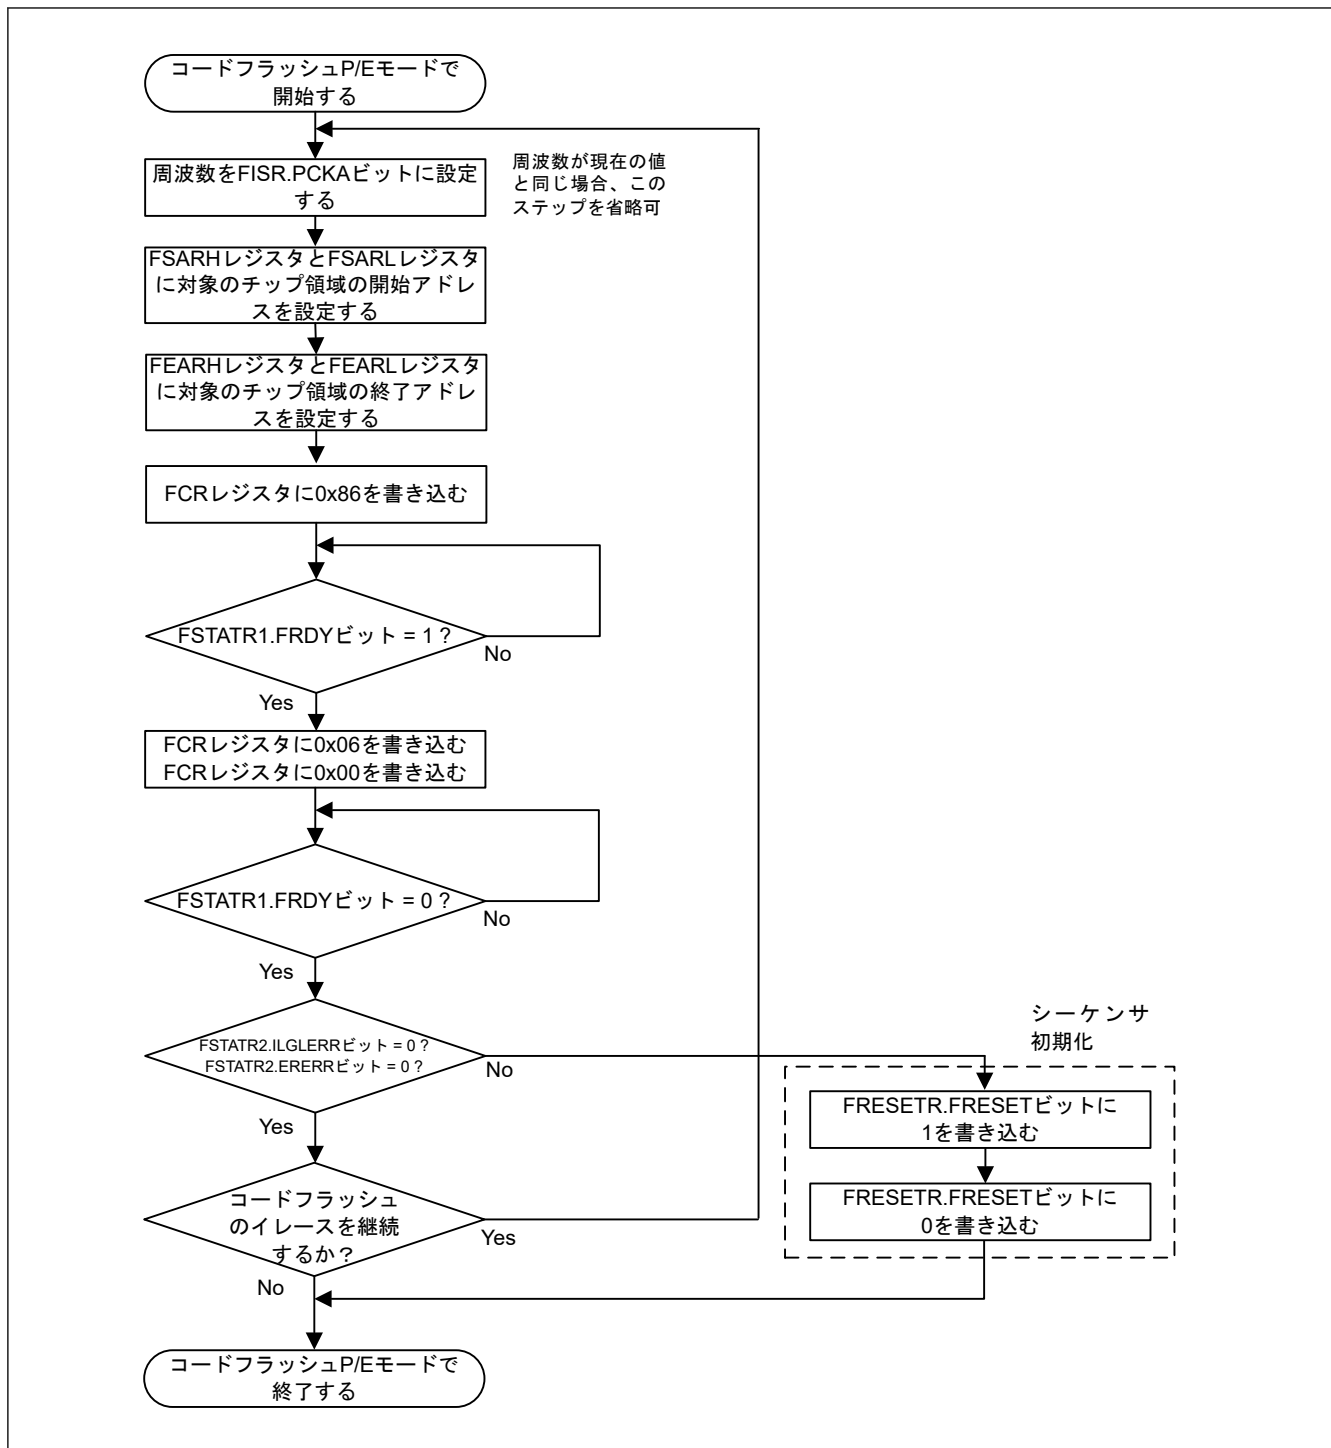 コードフラッシュP/Eモードで
開始する
周波数をFISR.PCKAビットに設定
する
周波数が現在の値
と同じ場合、この
ステップを省略可
FSARHレジスタとFSARLレジスタ
に対象のチップ領域の開始アドレ
スを設定する
FEARHレジスタとFEARLレジスタ
に対象のチップ領域の終了アドレ
スを設定する
FCRレジスタに0x86を書き込む
FSTATR1.FRDYビット = 1 ?
No
Yes
FCRレジスタに0x06を書き込む
FCRレジスタに0x00を書き込む
FSTATR1.FRDYビット = 0 ?
No
Yes
FSTATR2.ILGLERRビット = 0 ?
FSTATR2.ERERRビット = 0 ?
No
Yes
シーケンサ
初期化
FRESETR.FRESETビットに
1を書き込む
FRESETR.FRESETビットに
0を書き込む
コードフラッシュ
のイレースを継続
するか?
Yes
No
コードフラッシュP/Eモードで
終了する